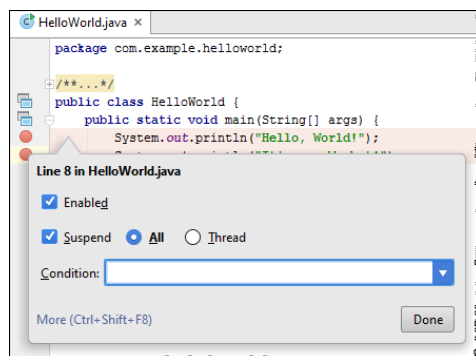 HelloWorld.java ×
package com.example.helloworld;
/**...*/
public class HelloWorld {
public static void main(String[] args) {
System.out.println("Hello, World!");
Line 8 in HelloWorld.java
Enabled
Suspend All Thread
Condition:
More (Ctrl+Shift+F8) Done